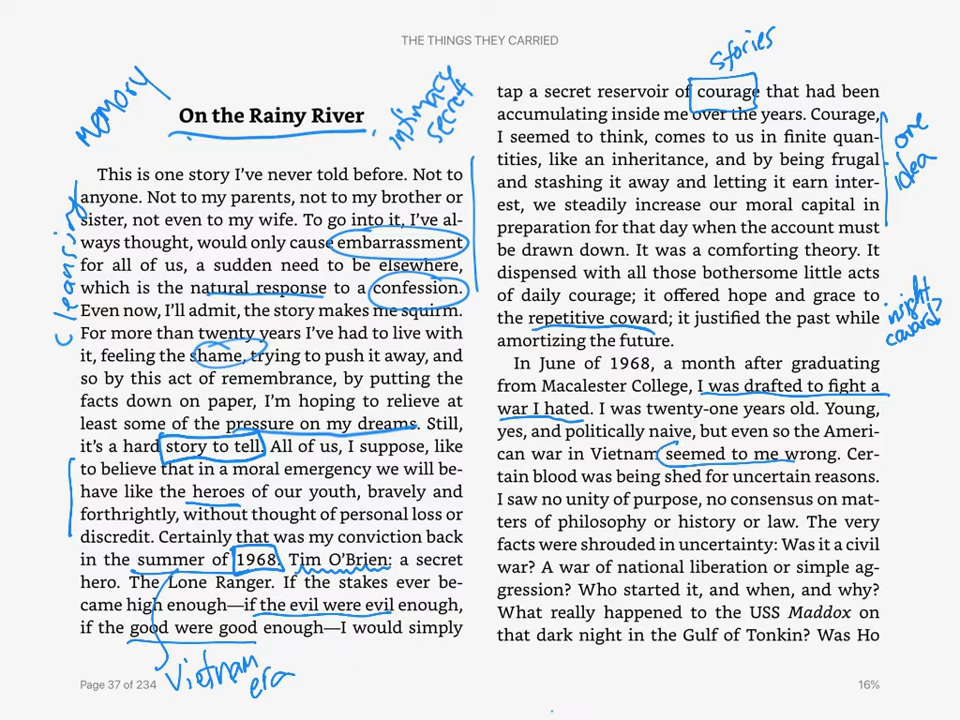 THE THINGS THEY CARRIED
memory
On the Rainy River
intimacy
secret
cleansing
This is one story I've never told before. Not to
anyone. Not to my parents, not to my brother or
sister, not even to my wife. To go into it, I've al-
ways thought, would only cause embarrassment
for all of us, a sudden need to be elsewhere,
which is the natural response to a confession.
Even now, I'll admit, the story makes me squirm.
For more than twenty years I've had to live with
it, feeling the shame, trying to push it away, and
so by this act of remembrance, by putting the
facts down on paper, I'm hoping to relieve at
least some of the pressure on my dreams. Still,
it's a hard story to tell. All of us, I suppose, like
to believe that in a moral emergency we will be-
have like the heroes of our youth, bravely and
forthrightly, without thought of personal loss or
discredit. Certainly that was my conviction back
in the summer of 1968. Tim O'Brien: a secret
hero. The Lone Ranger. If the stakes ever be-
came high enough—if the evil were evil enough,
if the good were good enough—I would simply
Vietnam
era
Page 37 of 234
stories
tap a secret reservoir of courage that had been
accumulating inside me over the years. Courage,
I seemed to think, comes to us in finite quan-
tities, like an inheritance, and by being frugal
and stashing it away and letting it earn inter-
est, we steadily increase our moral capital in
preparation for that day when the account must
be drawn down. It was a comforting theory. It
dispensed with all those bothersome little acts
of daily courage; it offered hope and grace to
the repetitive coward; it justified the past while
amortizing the future.
one
idea
insight
coward?
In June of 1968, a month after graduating
from Macalester College, I was drafted to fight a
war I hated. I was twenty-one years old. Young,
yes, and politically naive, but even so the Ameri-
can war in Vietnam seemed to me wrong. Cer-
tain blood was being shed for uncertain reasons.
I saw no unity of purpose, no consensus on mat-
ters of philosophy or history or law. The very
facts were shrouded in uncertainty: Was it a civil
war? A war of national liberation or simple ag-
gression? Who started it, and when, and why?
What really happened to the USS Maddox on
that dark night in the Gulf of Tonkin? Was Ho
16%